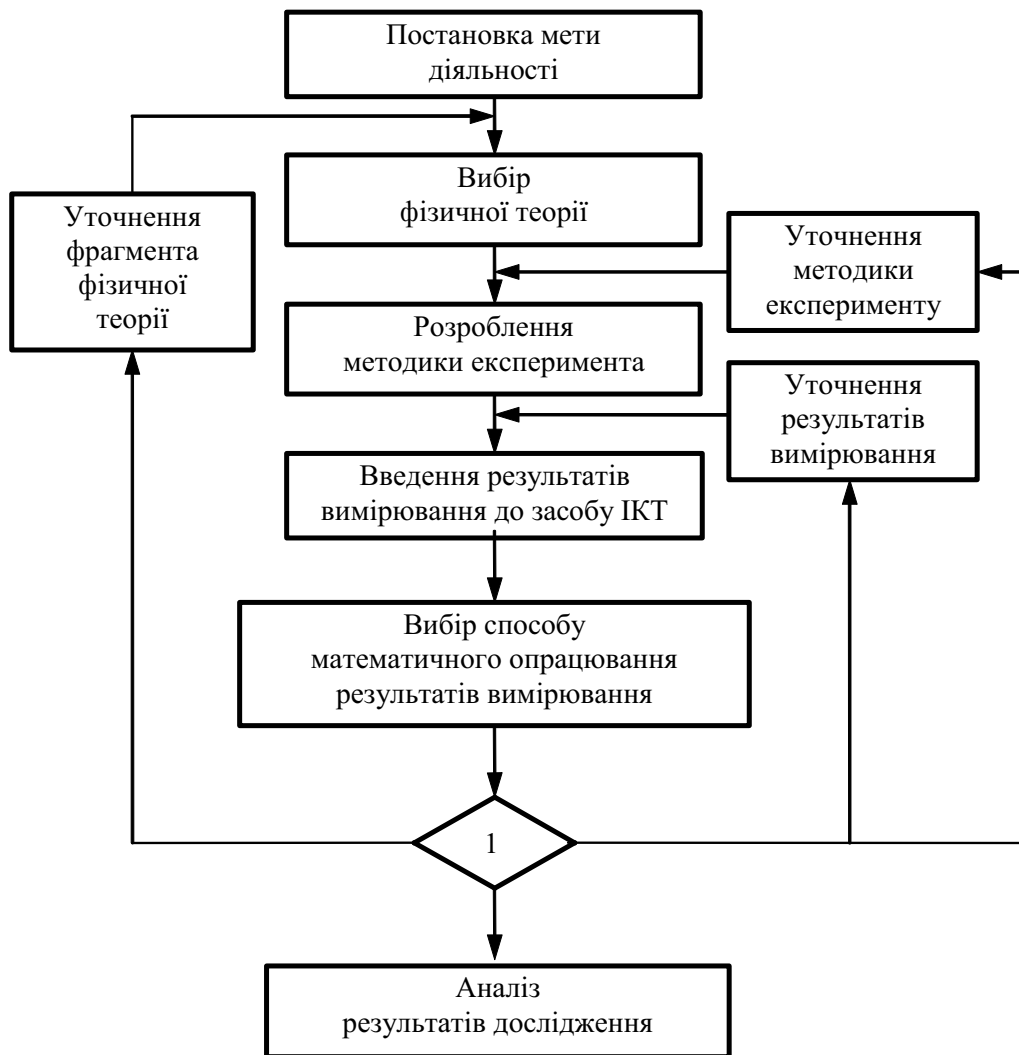 Постановка мети
діяльності
Вибір
фізичної теорії
Уточнення
фрагмента
фізичної
теорії
Уточнення
методики
експерименту
Розроблення
методики експеримента
Уточнення
результатів
вимірювання
Введення результатів
вимірювання до засобу ІКТ
Вибір способу
математичного опрацювання
результатів вимірювання
1
Аналіз
результатів дослідження